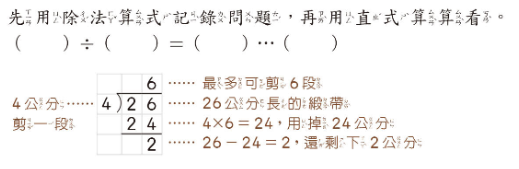 先用除法算式記錄問題，再用直式算算看。
(　　)÷(　　)＝(　　)…(　　)
6 …… 最多可剪 6 段
4 公分 …… 4 ) 2 6 …… 26 公分長的緞帶
剪一段 2 4 …… 4×6＝24，用掉 24 公分
2 …… 26－24＝2，還剩下 2 公分